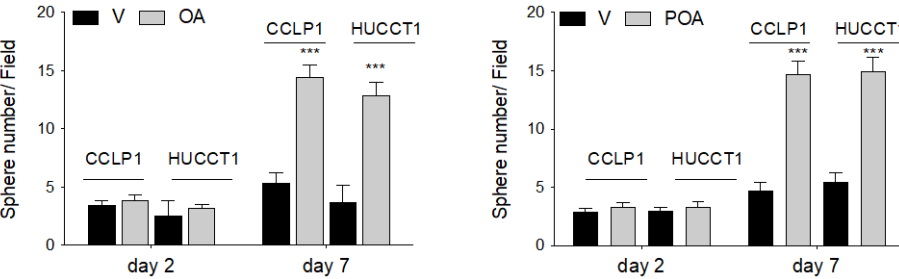 V OA
CCLP1 HUCCT1
*** ***
CCLP1 HUCCT1
20
15
10
5
0
Sphere number/ Field
day 2 day 7
V POA
CCLP1 HUCCT1
*** ***
CCLP1 HUCCT1
20
15
10
5
0
Sphere number/ Field
day 2 day 7